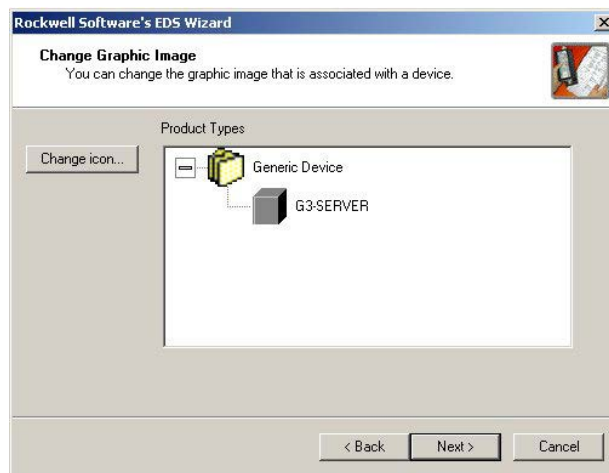 Rockwell Software's EDS Wizard
Change Graphic Image
You can change the graphic image that is associated with a device.
Product Types
Change icon...
Generic Device
G3-SERVER
< Back
Next >
Cancel